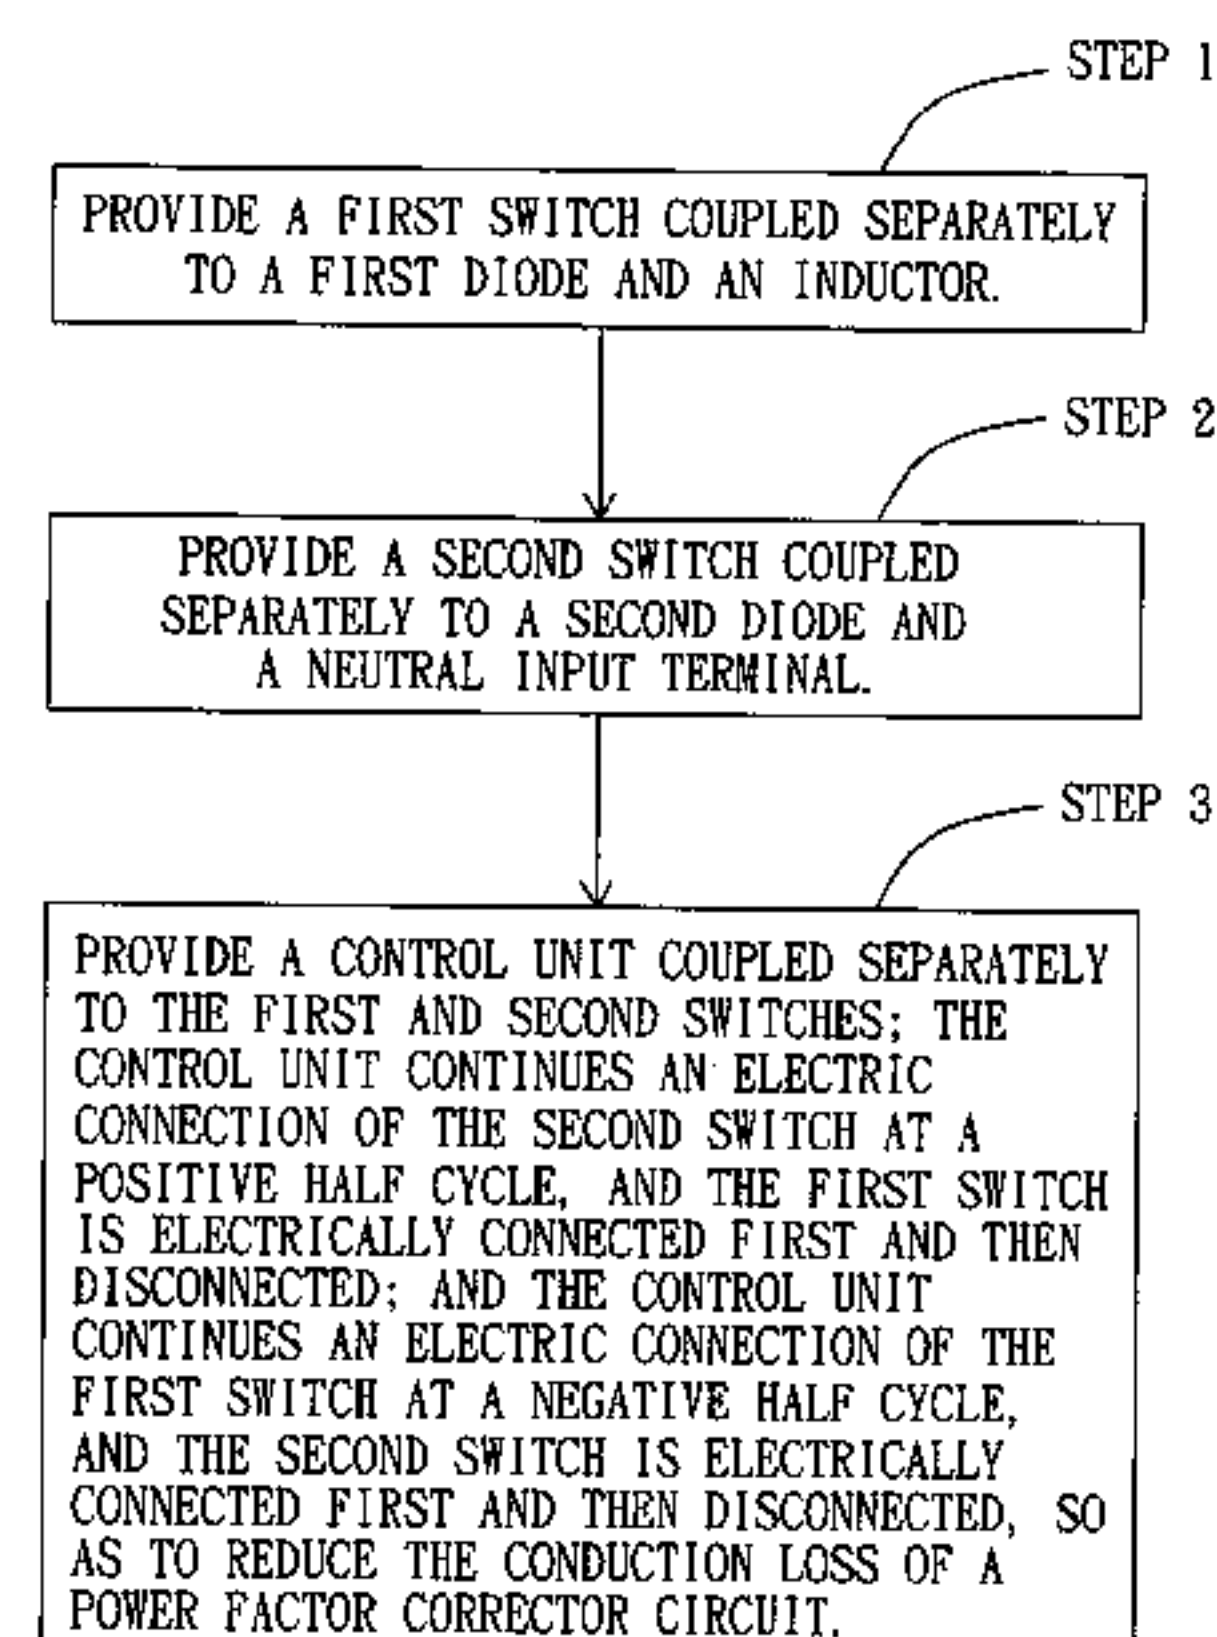 STEP 1
PROVIDE A FIRST SWITCH COUPLED SEPARATELY
TO A FIRST DIODE AND AN INDUCTOR.
STEP 2
PROVIDE A SECOND SWITCH COUPLED
SEPARATELY TO A SECOND DIODE AND
A NEUTRAL INPUT TERMINAL.
STEP 3
PROVIDE A CONTROL UNIT COUPLED SEPARATELY
TO THE FIRST AND SECOND SWITCHES; THE
CONTROL UNIT CONTINUES AN ELECTRIC
CONNECTION OF THE SECOND SWITCH AT A
POSITIVE HALF CYCLE, AND THE FIRST SWITCH
IS ELECTRICALLY CONNECTED FIRST AND THEN
DISCONNECTED; AND THE CONTROL UNIT
CONTINUES AN ELECTRIC CONNECTION OF THE
FIRST SWITCH AT A NEGATIVE HALF CYCLE,
AND THE SECOND SWITCH IS ELECTRICALLY
CONNECTED FIRST AND THEN DISCONNECTED, SO
AS TO REDUCE THE CONDUCTION LOSS OF A
POWER FACTOR CORRECTOR CIRCUIT.